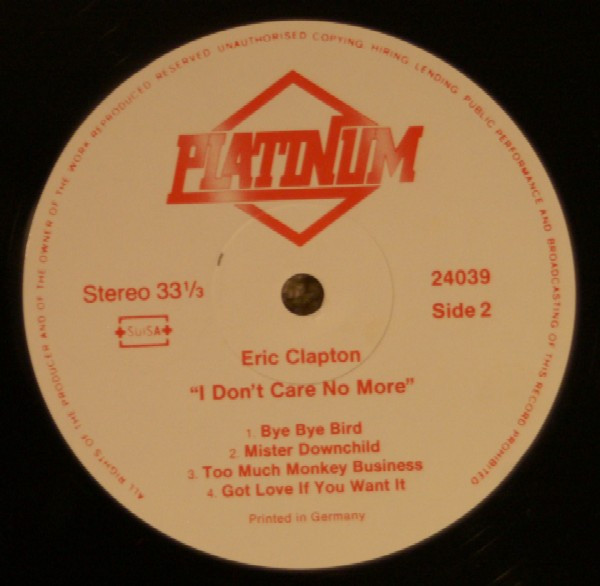 ALL RIGHTS OF THE PRODUCER AND OF THE OWNER OF THE WORK REPRODUCED RESERVED. UNAUTHORISED COPYING, HIRING, LENDING, PUBLIC PERFORMANCE AND BROADCASTING OF THIS RECORD PROHIBITED
PLATINUM
Stereo 33⅓
24039
SUISA
Side 2
Eric Clapton
"I Don't Care No More"
1. Bye Bye Bird
2. Mister Downchild
3. Too Much Monkey Business
4. Got Love If You Want It
Printed in Germany